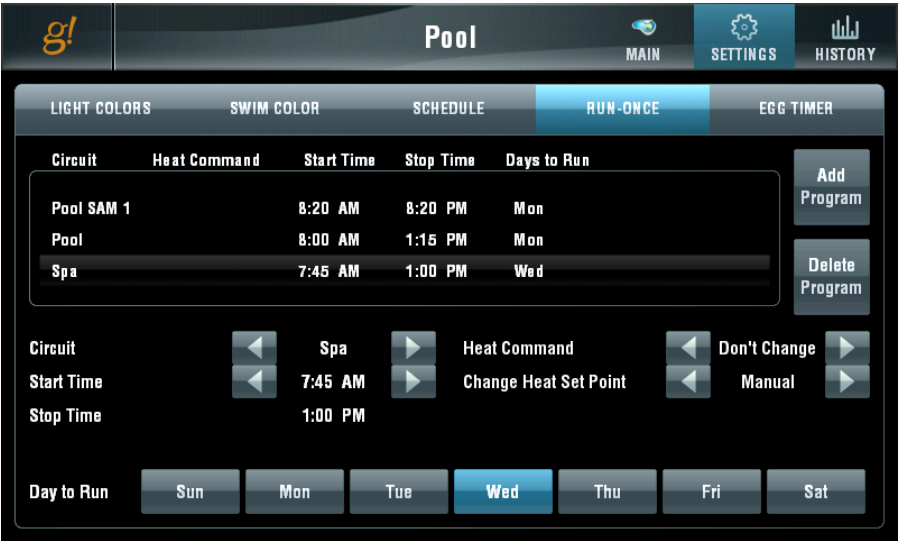 g! Pool MAIN SETTINGS HISTORY
LIGHT COLORS SWIM COLOR SCHEDULE RUN-ONCE EGG TIMER
Circuit Heat Command Start Time Stop Time Days to Run
Add Program
Pool SAM 1 8:20 AM 8:20 PM Mon
Pool 8:00 AM 1:15 PM Mon
Spa 7:45 AM 1:00 PM Wed
Delete Program
Circuit Spa Heat Command Don't Change
Start Time 7:45 AM Change Heat Set Point Manual
Stop Time 1:00 PM
Day to Run Sun Mon Tue Wed Thu Fri Sat